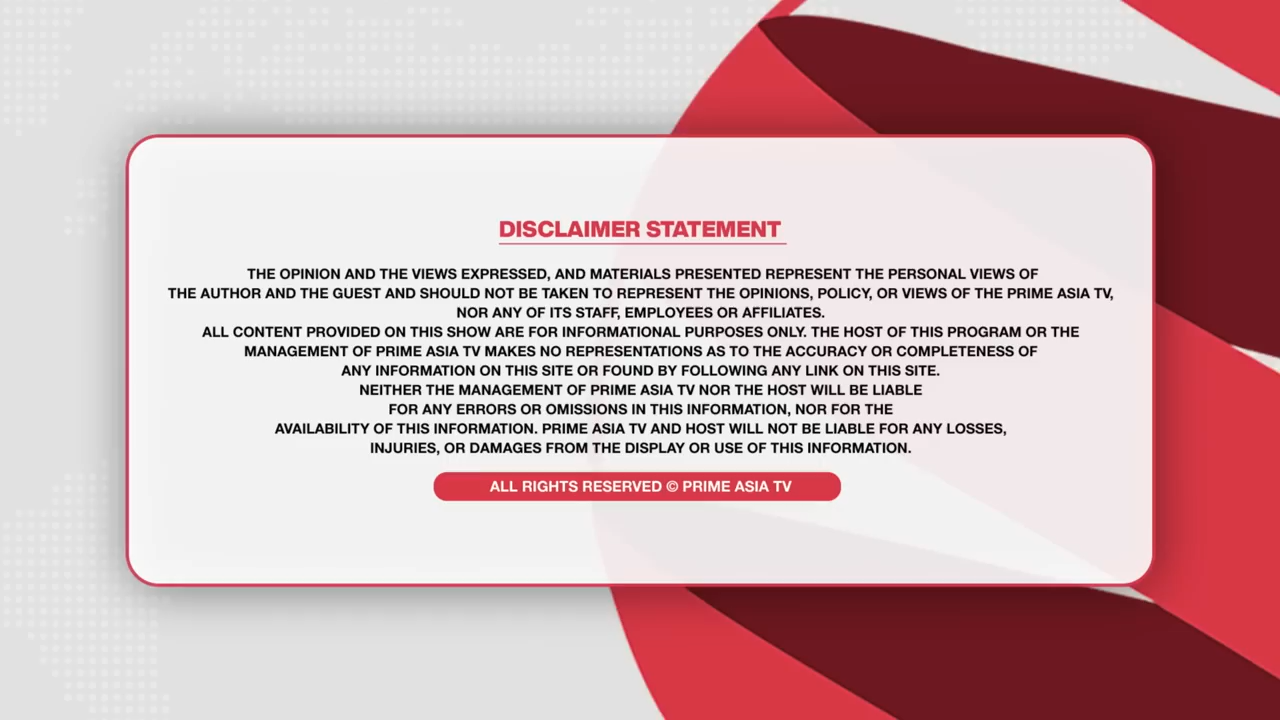 DISCLAIMER STATEMENT
THE OPINION AND THE VIEWS EXPRESSED, AND MATERIALS PRESENTED REPRESENT THE PERSONAL VIEWS OF
THE AUTHOR AND THE GUEST AND SHOULD NOT BE TAKEN TO REPRESENT THE OPINIONS, POLICY, OR VIEWS OF THE PRIME ASIA TV,
NOR ANY OF ITS STAFF, EMPLOYEES OR AFFILIATES.
ALL CONTENT PROVIDED ON THIS SHOW ARE FOR INFORMATIONAL PURPOSES ONLY. THE HOST OF THIS PROGRAM OR THE
MANAGEMENT OF PRIME ASIA TV MAKES NO REPRESENTATIONS AS TO THE ACCURACY OR COMPLETENESS OF
ANY INFORMATION ON THIS SITE OR FOUND BY FOLLOWING ANY LINK ON THIS SITE.
NEITHER THE MANAGEMENT OF PRIME ASIA TV NOR THE HOST WILL BE LIABLE
FOR ANY ERRORS OR OMISSIONS IN THIS INFORMATION, NOR FOR THE
AVAILABILITY OF THIS INFORMATION. PRIME ASIA TV AND HOST WILL NOT BE LIABLE FOR ANY LOSSES,
INJURIES, OR DAMAGES FROM THE DISPLAY OR USE OF THIS INFORMATION.
ALL RIGHTS RESERVED © PRIME ASIA TV